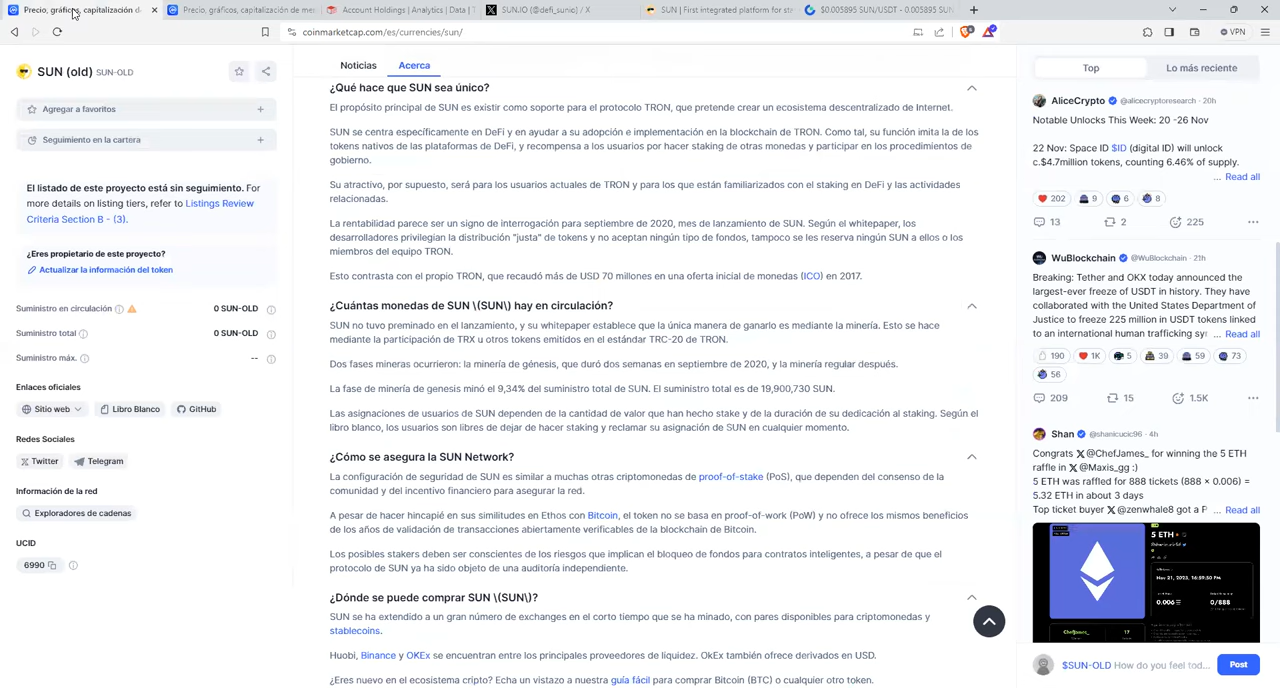 Precio, gráficos, capitalización d
Precio, gráficos, capitalización de me
Account Holdings | Analytics | Data | T
SUN.IO (@defi_sunio) / X
SUN | First integrated platform for sta
$0.005895 SUN/USDT - 0.005895 SUN
coinmarketcap.com/es/currencies/sun/
VPN
SUN (old) SUN-OLD
Agregar a favoritos
Seguimiento en la cartera
El listado de este proyecto está sin seguimiento. For
more details on listing tiers, refer to Listings Review
Criteria Section B - (3).
¿Eres propietario de este proyecto?
Actualizar la información del token
Suministro en circulación 0 SUN-OLD
Suministro total 0 SUN-OLD
Suministro máx. --
Enlaces oficiales
Sitio web Libro Blanco GitHub
Redes Sociales
Twitter Telegram
Información de la red
Exploradores de cadenas
UCID
6990
Noticias Acerca
¿Qué hace que SUN sea único?
El propósito principal de SUN es existir como soporte para el protocolo TRON, que pretende crear un ecosistema descentralizado de Internet.
SUN se centra específicamente en DeFi y en ayudar a su adopción e implementación en la blockchain de TRON. Como tal, su función imita la de los
tokens nativos de las plataformas de DeFi, y recompensa a los usuarios por hacer staking de otras monedas y participar en los procedimientos de
gobierno.
Su atractivo, por supuesto, será para los usuarios actuales de TRON y para los que están familiarizados con el staking en DeFi y las actividades
relacionadas.
La rentabilidad parece ser un signo de interrogación para septiembre de 2020, mes de lanzamiento de SUN. Según el whitepaper, los
desarrolladores privilegian la distribución "justa" de tokens y no aceptan ningún tipo de fondos, tampoco se les reserva ningún SUN a ellos o los
miembros del equipo TRON.
Esto contrasta con el propio TRON, que recaudó más de USD 70 millones en una oferta inicial de monedas (ICO) en 2017.
¿Cuántas monedas de SUN \(SUN\) hay en circulación?
SUN no tuvo preminado en el lanzamiento, y su whitepaper establece que la única manera de ganarlo es mediante la minería. Esto se hace
mediante la participación de TRX u otros tokens emitidos en el estándar TRC-20 de TRON.
Dos fases mineras ocurrieron: la minería de génesis, que duró dos semanas en septiembre de 2020, y la minería regular después.
La fase de minería de genesis minó el 9,34% del suministro total de SUN. El suministro total es de 19,900,730 SUN.
Las asignaciones de usuarios de SUN dependen de la cantidad de valor que han hecho stake y de la duración de su dedicación al staking. Según el
libro blanco, los usuarios son libres de dejar de hacer staking y reclamar su asignación de SUN en cualquier momento.
¿Cómo se asegura la SUN Network?
La configuración de seguridad de SUN es similar a muchas otras criptomonedas de proof-of-stake (PoS), que dependen del consenso de la
comunidad y del incentivo financiero para asegurar la red.
A pesar de hacer hincapié en sus similitudes en Ethos con Bitcoin, el token no se basa en proof-of-work (PoW) y no ofrece los mismos beneficios
de los años de validación de transacciones abiertamente verificables de la blockchain de Bitcoin.
Los posibles stakers deben ser conscientes de los riesgos que implican el bloqueo de fondos para contratos inteligentes, a pesar de que el
protocolo de SUN ya ha sido objeto de una auditoría independiente.
¿Dónde se puede comprar SUN \(SUN\)?
SUN se ha extendido a un gran número de exchanges en el corto tiempo que se ha minado, con pares disponibles para criptomonedas y
stablecoins.
Huobi, Binance y OKEx se encuentran entre los principales proveedores de liquidez. OkEx también ofrece derivados en USD.
¿Eres nuevo en el ecosistema cripto? Echa un vistazo a nuestra guía fácil para comprar Bitcoin (BTC) o cualquier otro token.
Top Lo más reciente
AliceCrypto @alicecryptoresearch · 20h
Notable Unlocks This Week: 20 -26 Nov
22 Nov: Space ID $ID (digital ID) will unlock
c.$4.7million tokens, counting 6.46% of supply.
... Read all
202 9 6 8
13 2 225
WuBlockchain @WuBlockchain · 21h
Breaking: Tether and OKX today announced the
largest-ever freeze of USDT in history. They have
collaborated with the United States Department of
Justice to freeze 225 million in USDT tokens linked
to an international human trafficking sy ... Read all
190 1K 5 39 59 73
56
209 15 1.5K
Shan @shanicucic96 · 4h
Congrats X@ChefJames_ for winning the 5 ETH
raffle in X@Maxis_gg :)
5 ETH was raffled for 888 tickets (888 × 0.006) =
5.32 ETH in about 3 days
Top ticket buyer X@zenwhale8 got a P ... Read all
5 ETH
Nov 21, 2023, 16:59:50 PM
0.006 0/888
ChefJames_ 17
$SUN-OLD How do you feel tod... Post